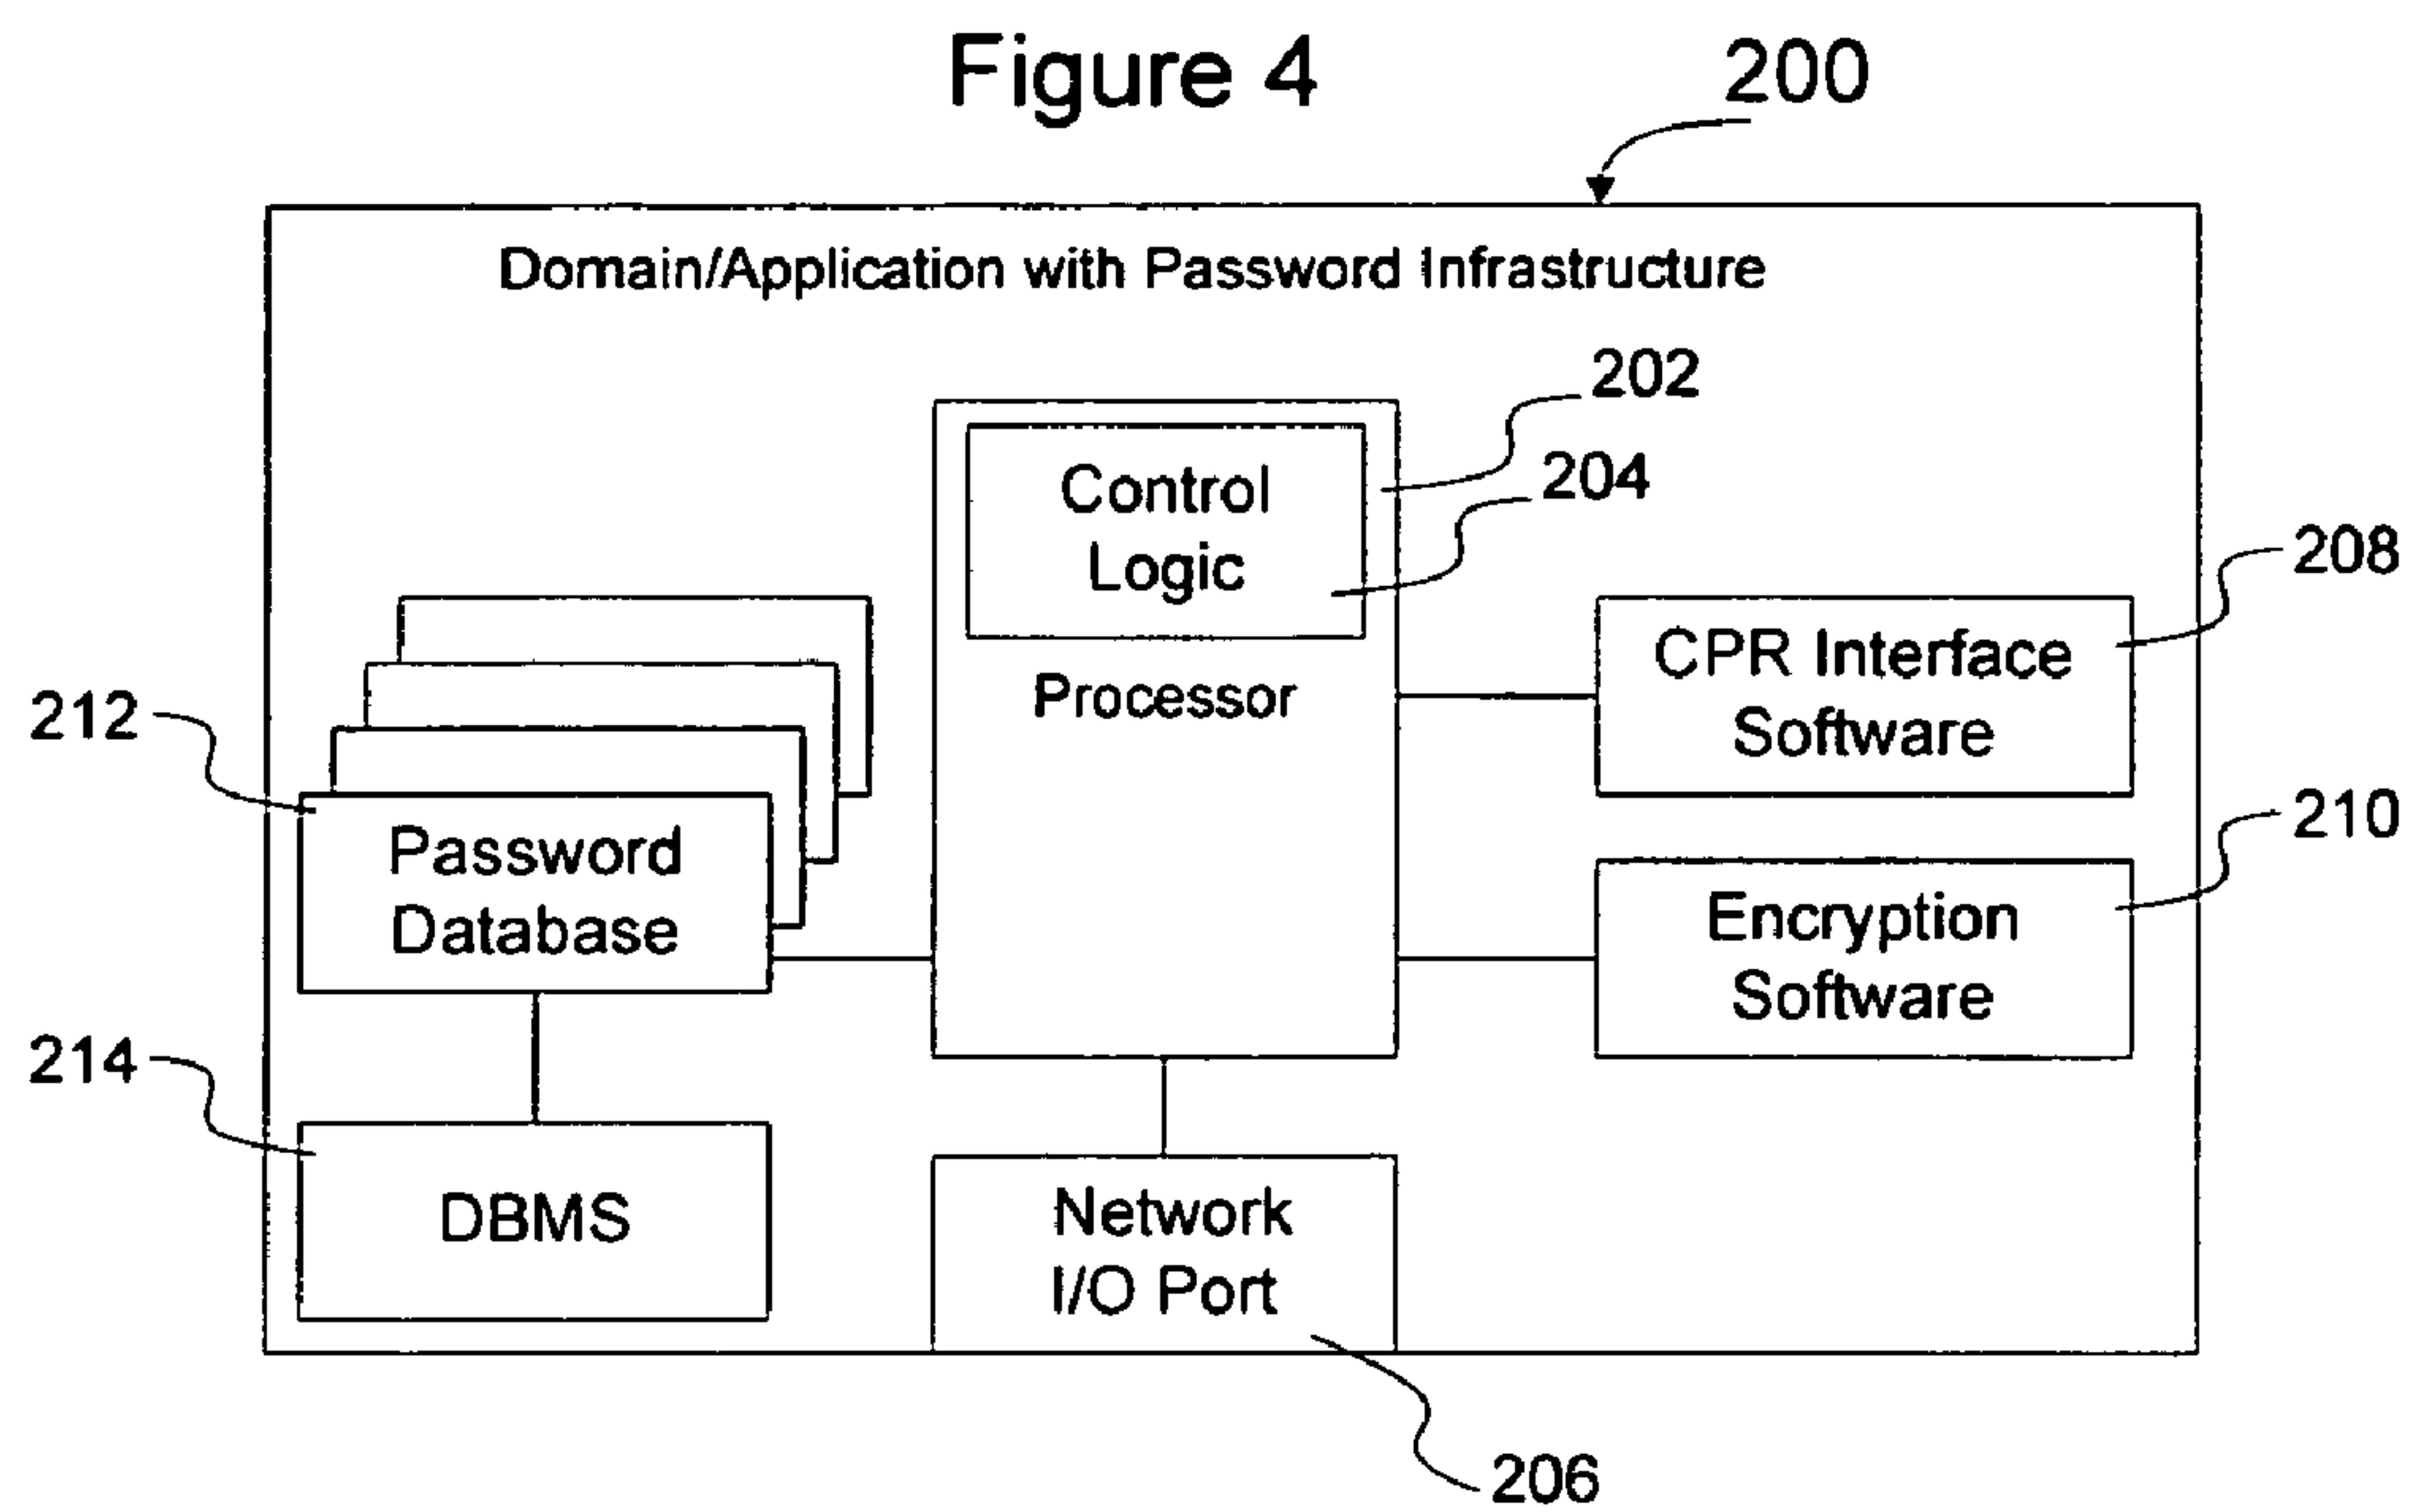 Figure 4
200
Domain/Application with Password Infrastructure
202
Control
Logic
204
Processor
208
CPR Interface
Software
212
Password
Database
210
Encryption
Software
214
DBMS
Network
I/O Port
206